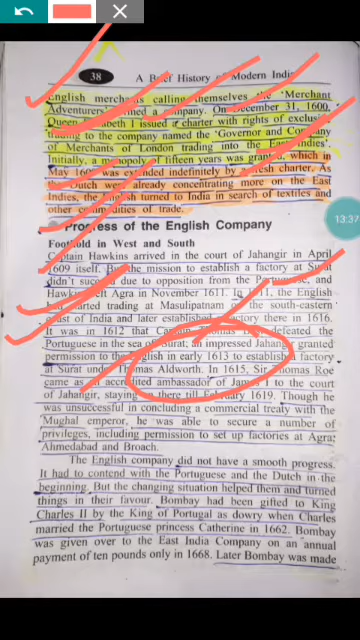 38 A Brief History of Modern India
English merchants calling themselves the 'Merchant
Adventurers' formed a company. On December 31, 1600,
Queen Elizabeth I issued a charter with rights of exclusive
trading to the company named the 'Governor and Company
of Merchants of London trading into the East Indies'.
Initially, a monopoly of fifteen years was granted, which in
May 1609 was extended indefinitely by a fresh charter. As
the Dutch were already concentrating more on the East
Indies, the English turned to India in search of textiles and
other commodities of trade.
Progress of the English Company
Foothold in West and South
Captain Hawkins arrived in the court of Jahangir in April
1609 itself. But the mission to establish a factory at Surat
didn't succeed due to opposition from the Portuguese, and
Hawkins left Agra in November 1611. In 1611, the English
had started trading at Masulipatnam on the south-eastern
coast of India and later established a factory there in 1616.
It was in 1612 that Captain Thomas Best defeated the
Portuguese in the sea off Surat; an impressed Jahangir granted
permission to the English in early 1613 to establish a factory
at Surat under Thomas Aldworth. In 1615, Sir Thomas Roe
came as an accredited ambassador of James I to the court
of Jahangir, staying on there till February 1619. Though he
was unsuccessful in concluding a commercial treaty with the
Mughal emperor, he was able to secure a number of
privileges, including permission to set up factories at Agra,
Ahmedabad and Broach.
The English company did not have a smooth progress.
It had to contend with the Portuguese and the Dutch in the
beginning. But the changing situation helped them and turned
things in their favour. Bombay had been gifted to King
Charles II by the King of Portugal as dowry when Charles
married the Portuguese princess Catherine in 1662. Bombay
was given over to the East India Company on an annual
payment of ten pounds only in 1668. Later Bombay was made
13:37